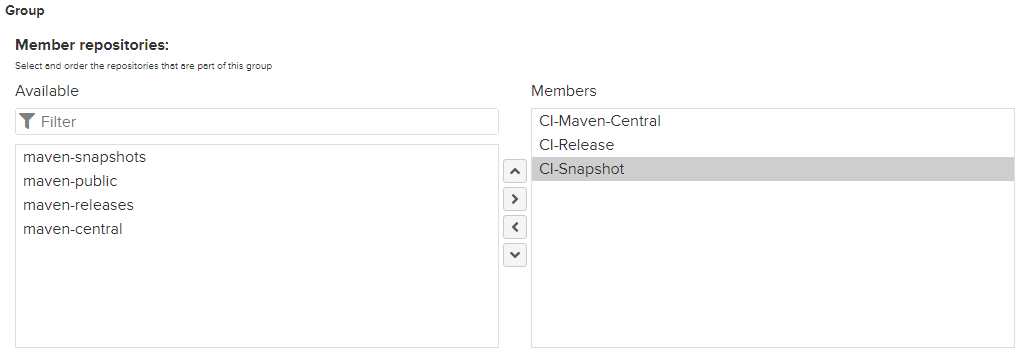 Group
Member repositories:
Select and order the repositories that are part of this group
Available
Filter
maven-snapshots
maven-public
maven-releases
maven-central
Members
CI-Maven-Central
CI-Release
CI-Snapshot